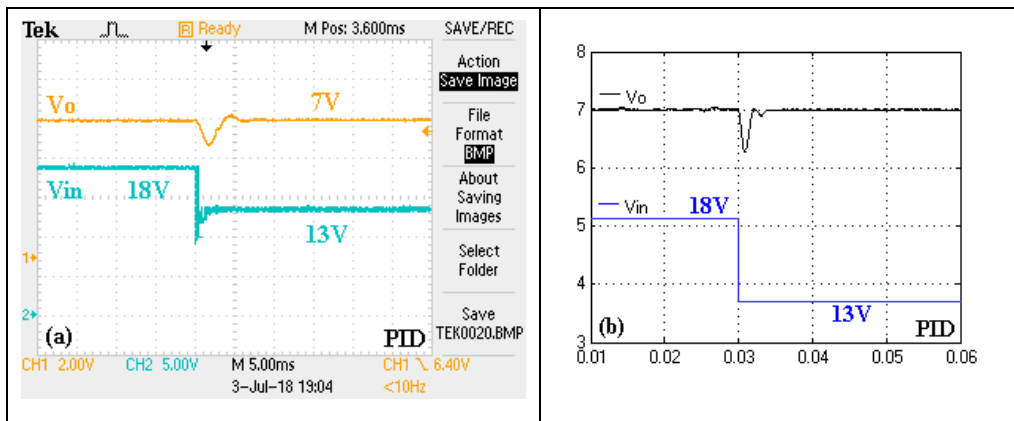 Tek R Ready M Pos: 3.600ms SAVE/REC
Action
Save Image
File
Format
BMP
About
Saving
Images
Select
Folder
Save
TEK0020.BMP
Vo 7V
Vin 18V
13V
1
2
(a) PID
CH1 2.00V CH2 5.00V M 5.00ms CH1 \ 6.40V
3-Jul-18 19:04 <10Hz
8
Vo
7
6
Vin 18V
5
4
13V
(b) PID
3
0.01 0.02 0.03 0.04 0.05 0.06